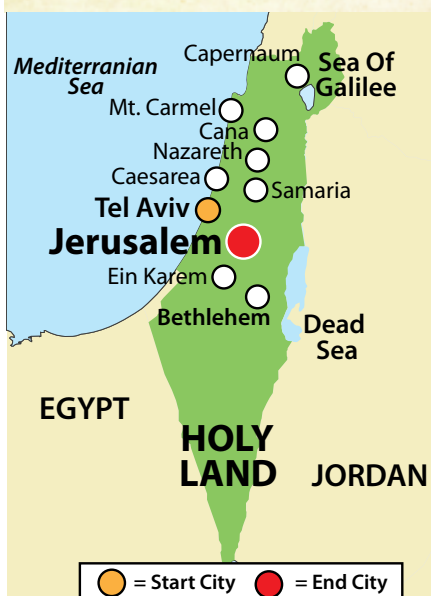 Capernaum
Mediterranian
Sea
Sea Of
Galilee
Mt. Carmel
Cana
Nazareth
Caesarea
Samaria
Tel Aviv
Jerusalem
Ein Karem
Bethlehem
Dead
Sea
EGYPT
HOLY
LAND
JORDAN
= Start City = End City